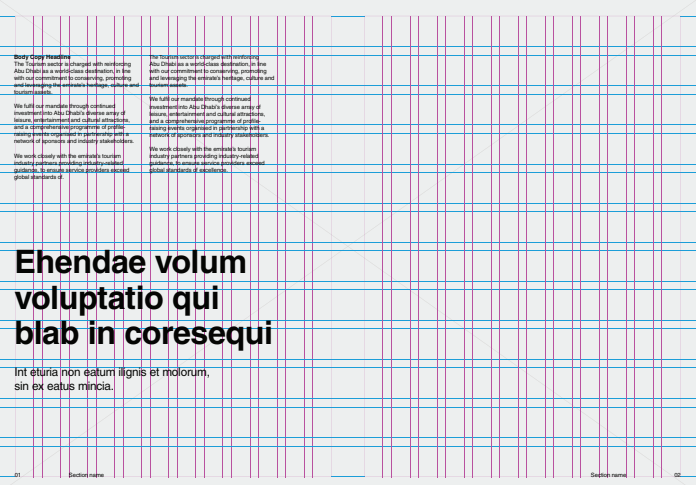 Body Copy Headline
The Tourism sector is charged with reinforcing
Abu Dhabi as a world-class destination, in line
with our commitment to conserving, promoting
and leveraging the emirate's heritage, culture and
tourism assets.
We fulfil our mandate through continued
investment into Abu Dhabi's diverse array of
leisure, entertainment and cultural attractions,
and a comprehensive programme of profile-
raising events organised in partnership with a
network of sponsors and industry stakeholders.
We work closely with the emirate's tourism
industry partners providing industry-related
guidance, to ensure service providers exceed
global standards of.
The Tourism sector is charged with reinforcing
Abu Dhabi as a world-class destination, in line
with our commitment to conserving, promoting
and leveraging the emirate's heritage, culture and
tourism assets.
We fulfil our mandate through continued
investment into Abu Dhabi's diverse array of
leisure, entertainment and cultural attractions,
and a comprehensive programme of profile-
raising events organised in partnership with a
network of sponsors and industry stakeholders.
We work closely with the emirate's tourism
industry partners providing industry-related
guidance, to ensure service providers exceed
global standards of excellence.
Ehendae volum
voluptatio qui
blab in coresequi
Int eturia non eatum ilignis et molorum,
sin ex eatus mincia.
01 Section name
Section name 02